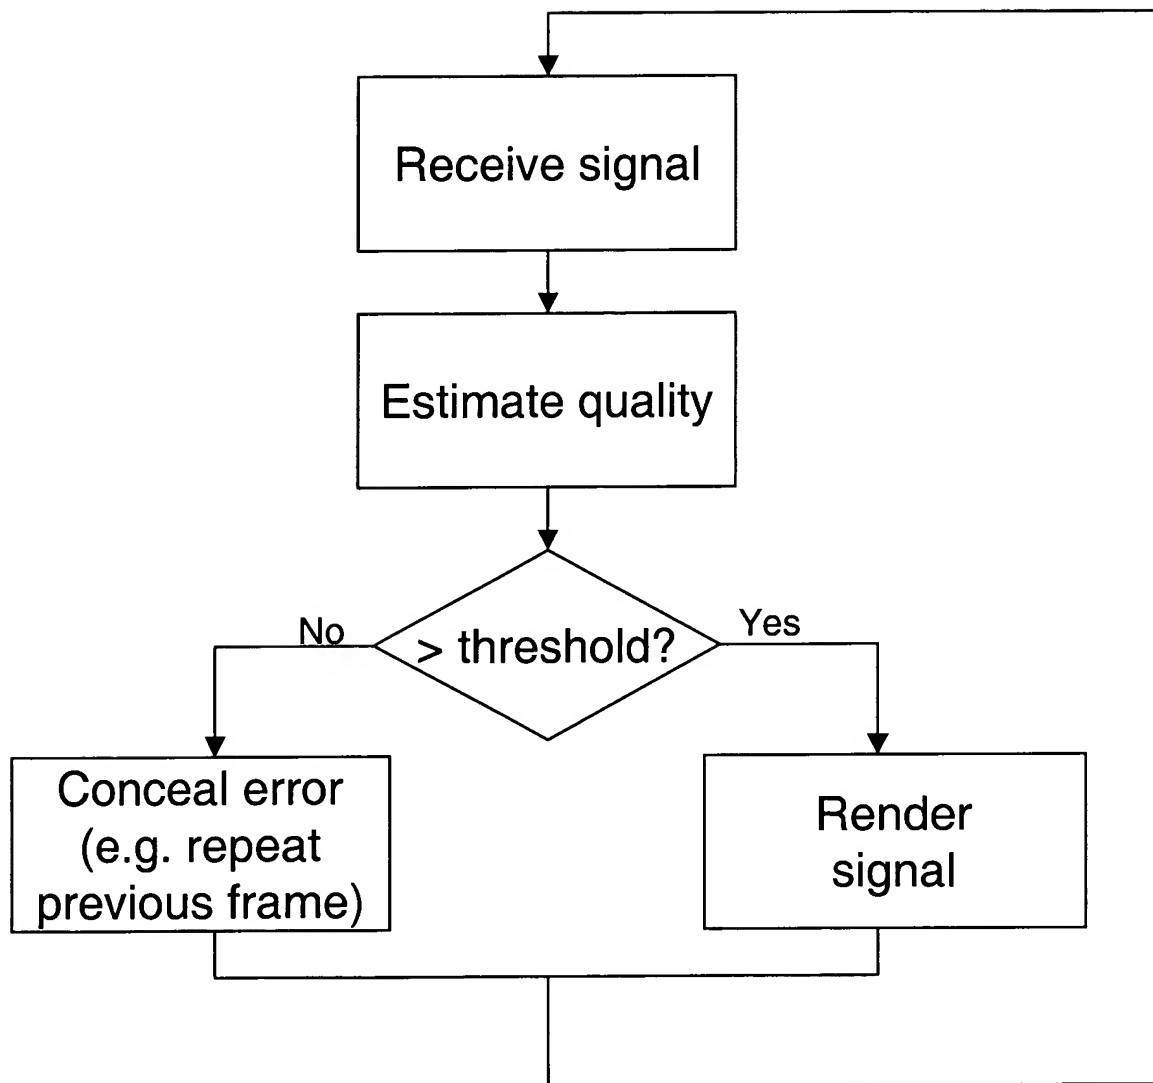 Receive signal
Estimate quality
No
> threshold?
Yes
Conceal error
(e.g. repeat
previous frame)
Render
signal